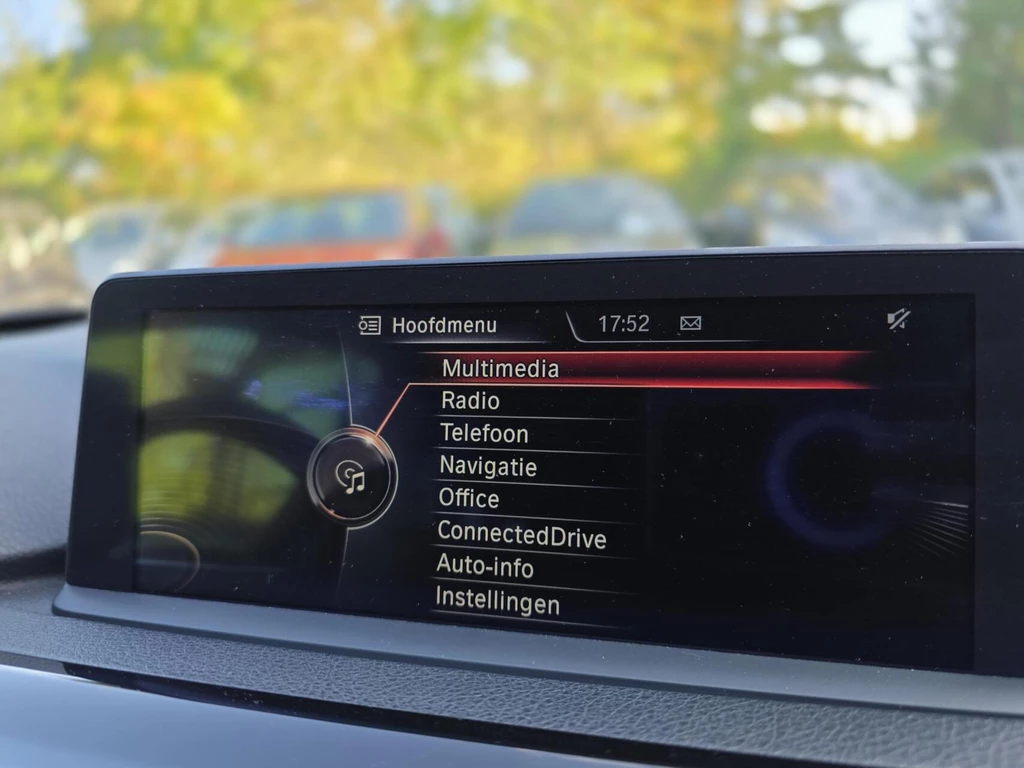 Hoofdmenu 17:52
Multimedia
Radio
Telefoon
Navigatie
Office
ConnectedDrive
Auto-info
Instellingen